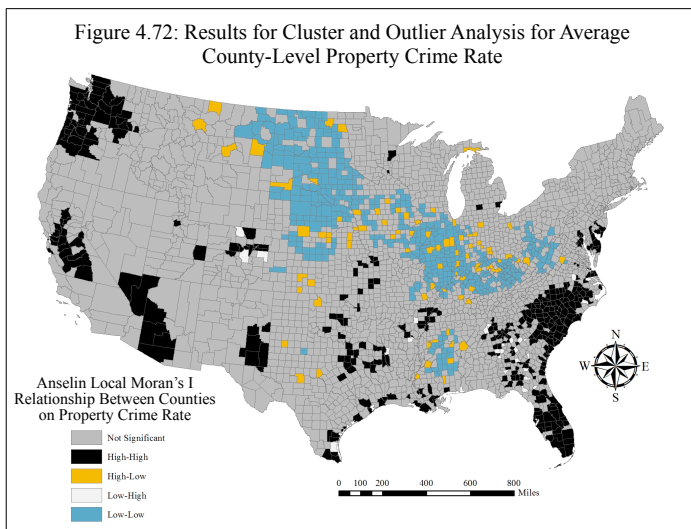 Figure 4.72: Results for Cluster and Outlier Analysis for Average
County-Level Property Crime Rate
N
W
E
S
Anselin Local Moran's I
Relationship Between Counties
on Property Crime Rate
Not Significant
High-High
High-Low
Low-High
Low-Low
0 100 200 400 600 800
Miles